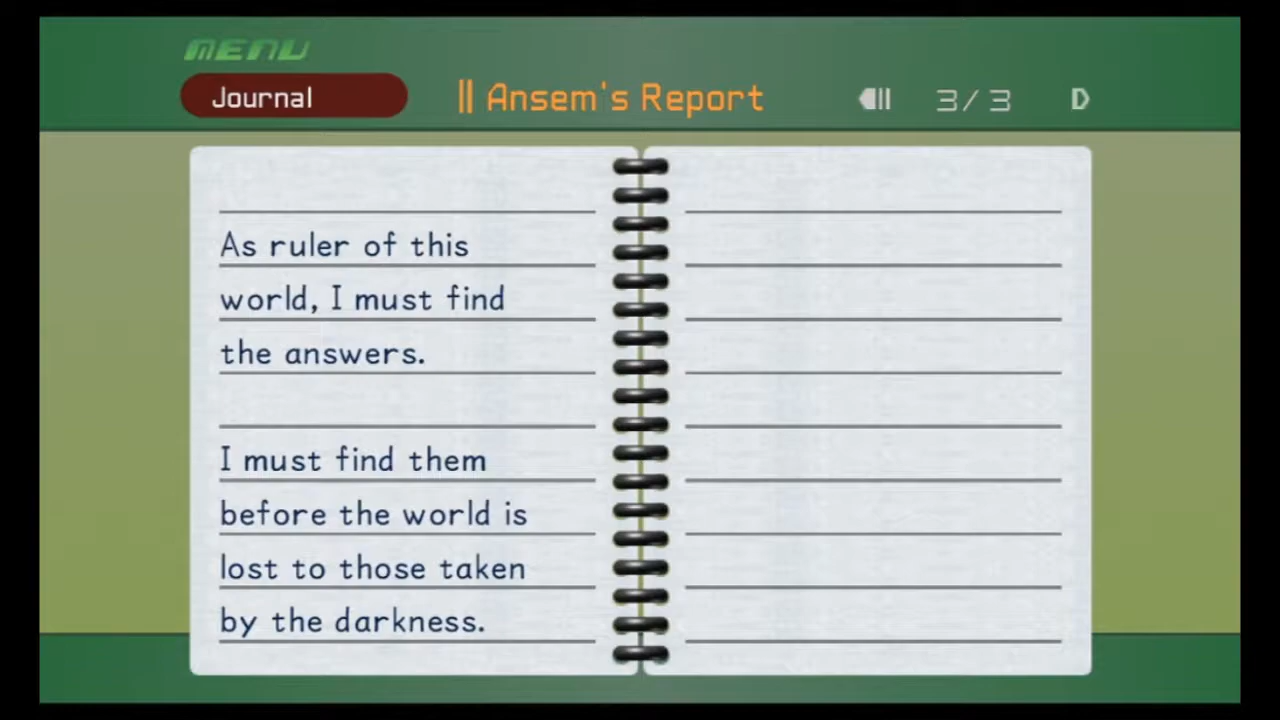 MENU
Journal
Ansem's Report
3/3
As ruler of this
world, I must find
the answers.
I must find them
before the world is
lost to those taken
by the darkness.